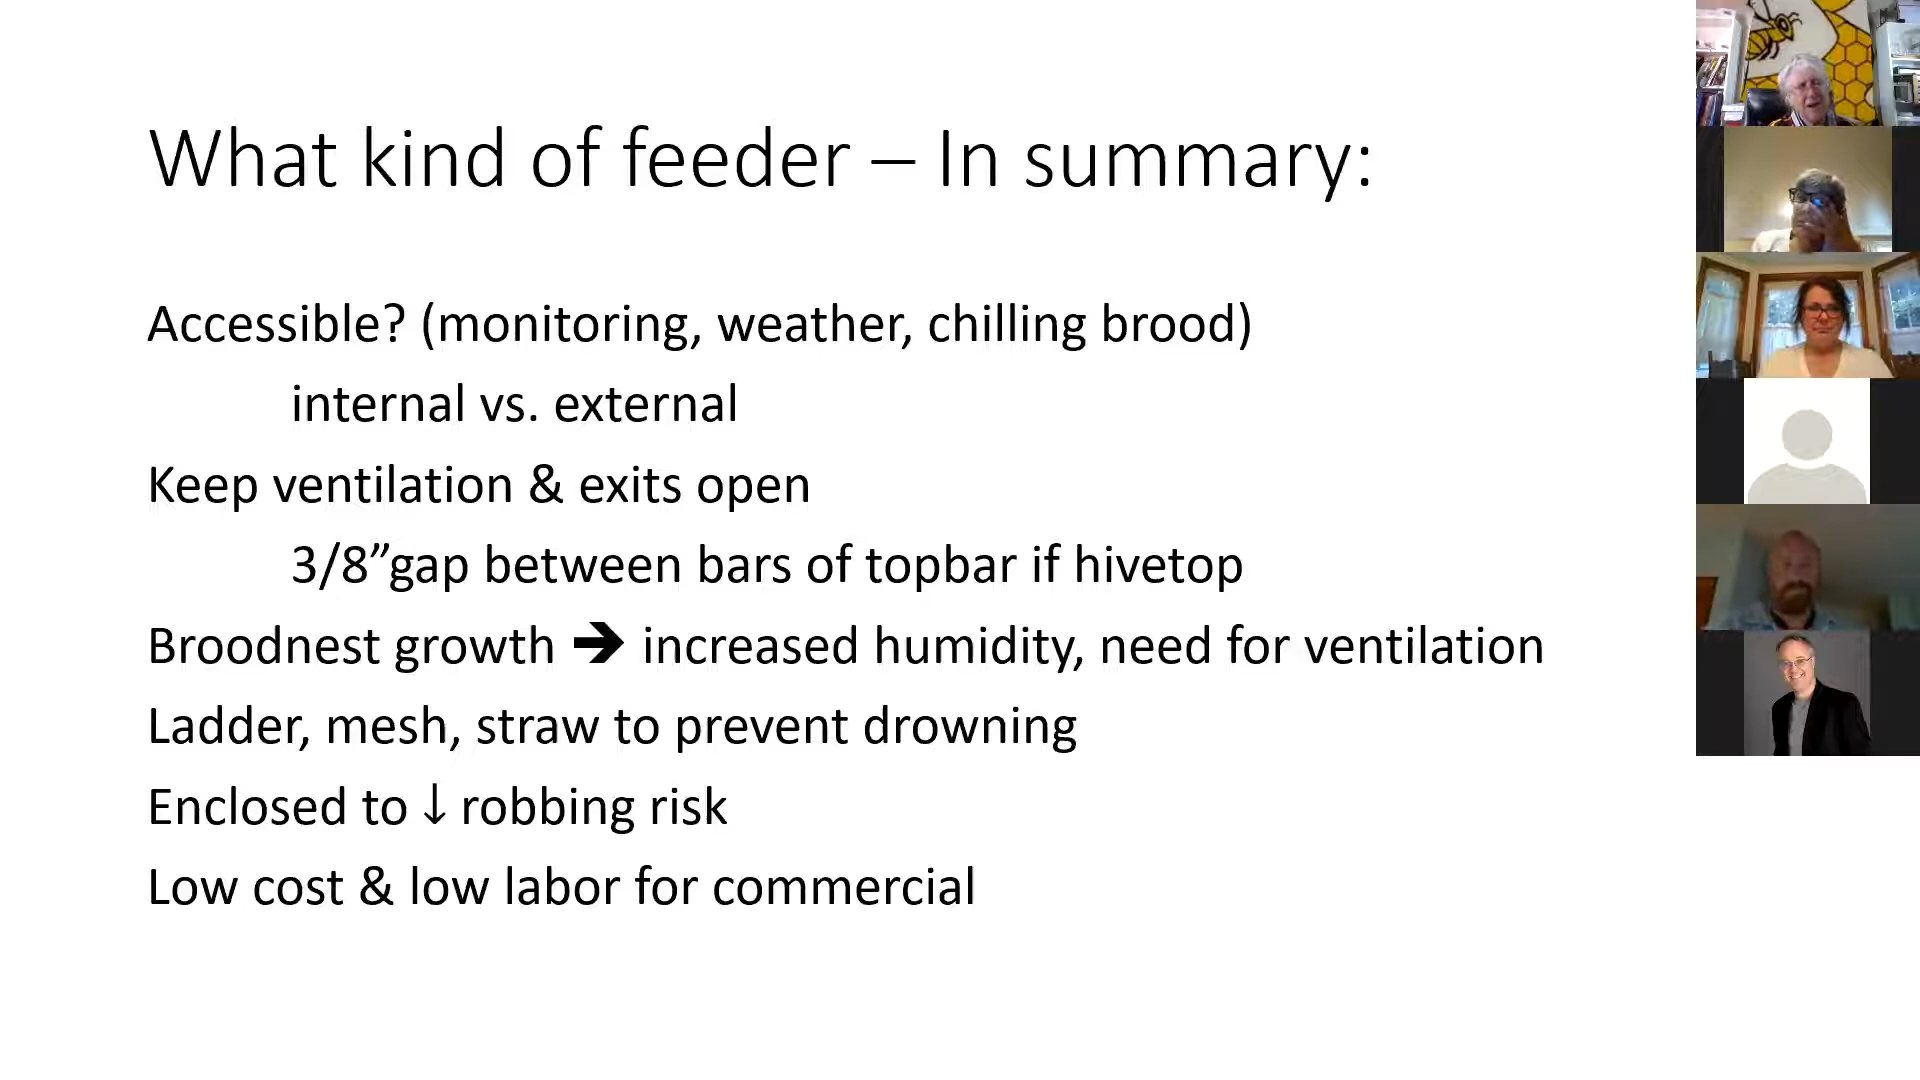 What kind of feeder – In summary:
Accessible? (monitoring, weather, chilling brood)
internal vs. external
Keep ventilation & exits open
3/8”gap between bars of topbar if hivetop
Broodnest growth 🡺 increased humidity, need for ventilation
Ladder, mesh, straw to prevent drowning
Enclosed to ↓ robbing risk
Low cost & low labor for commercial